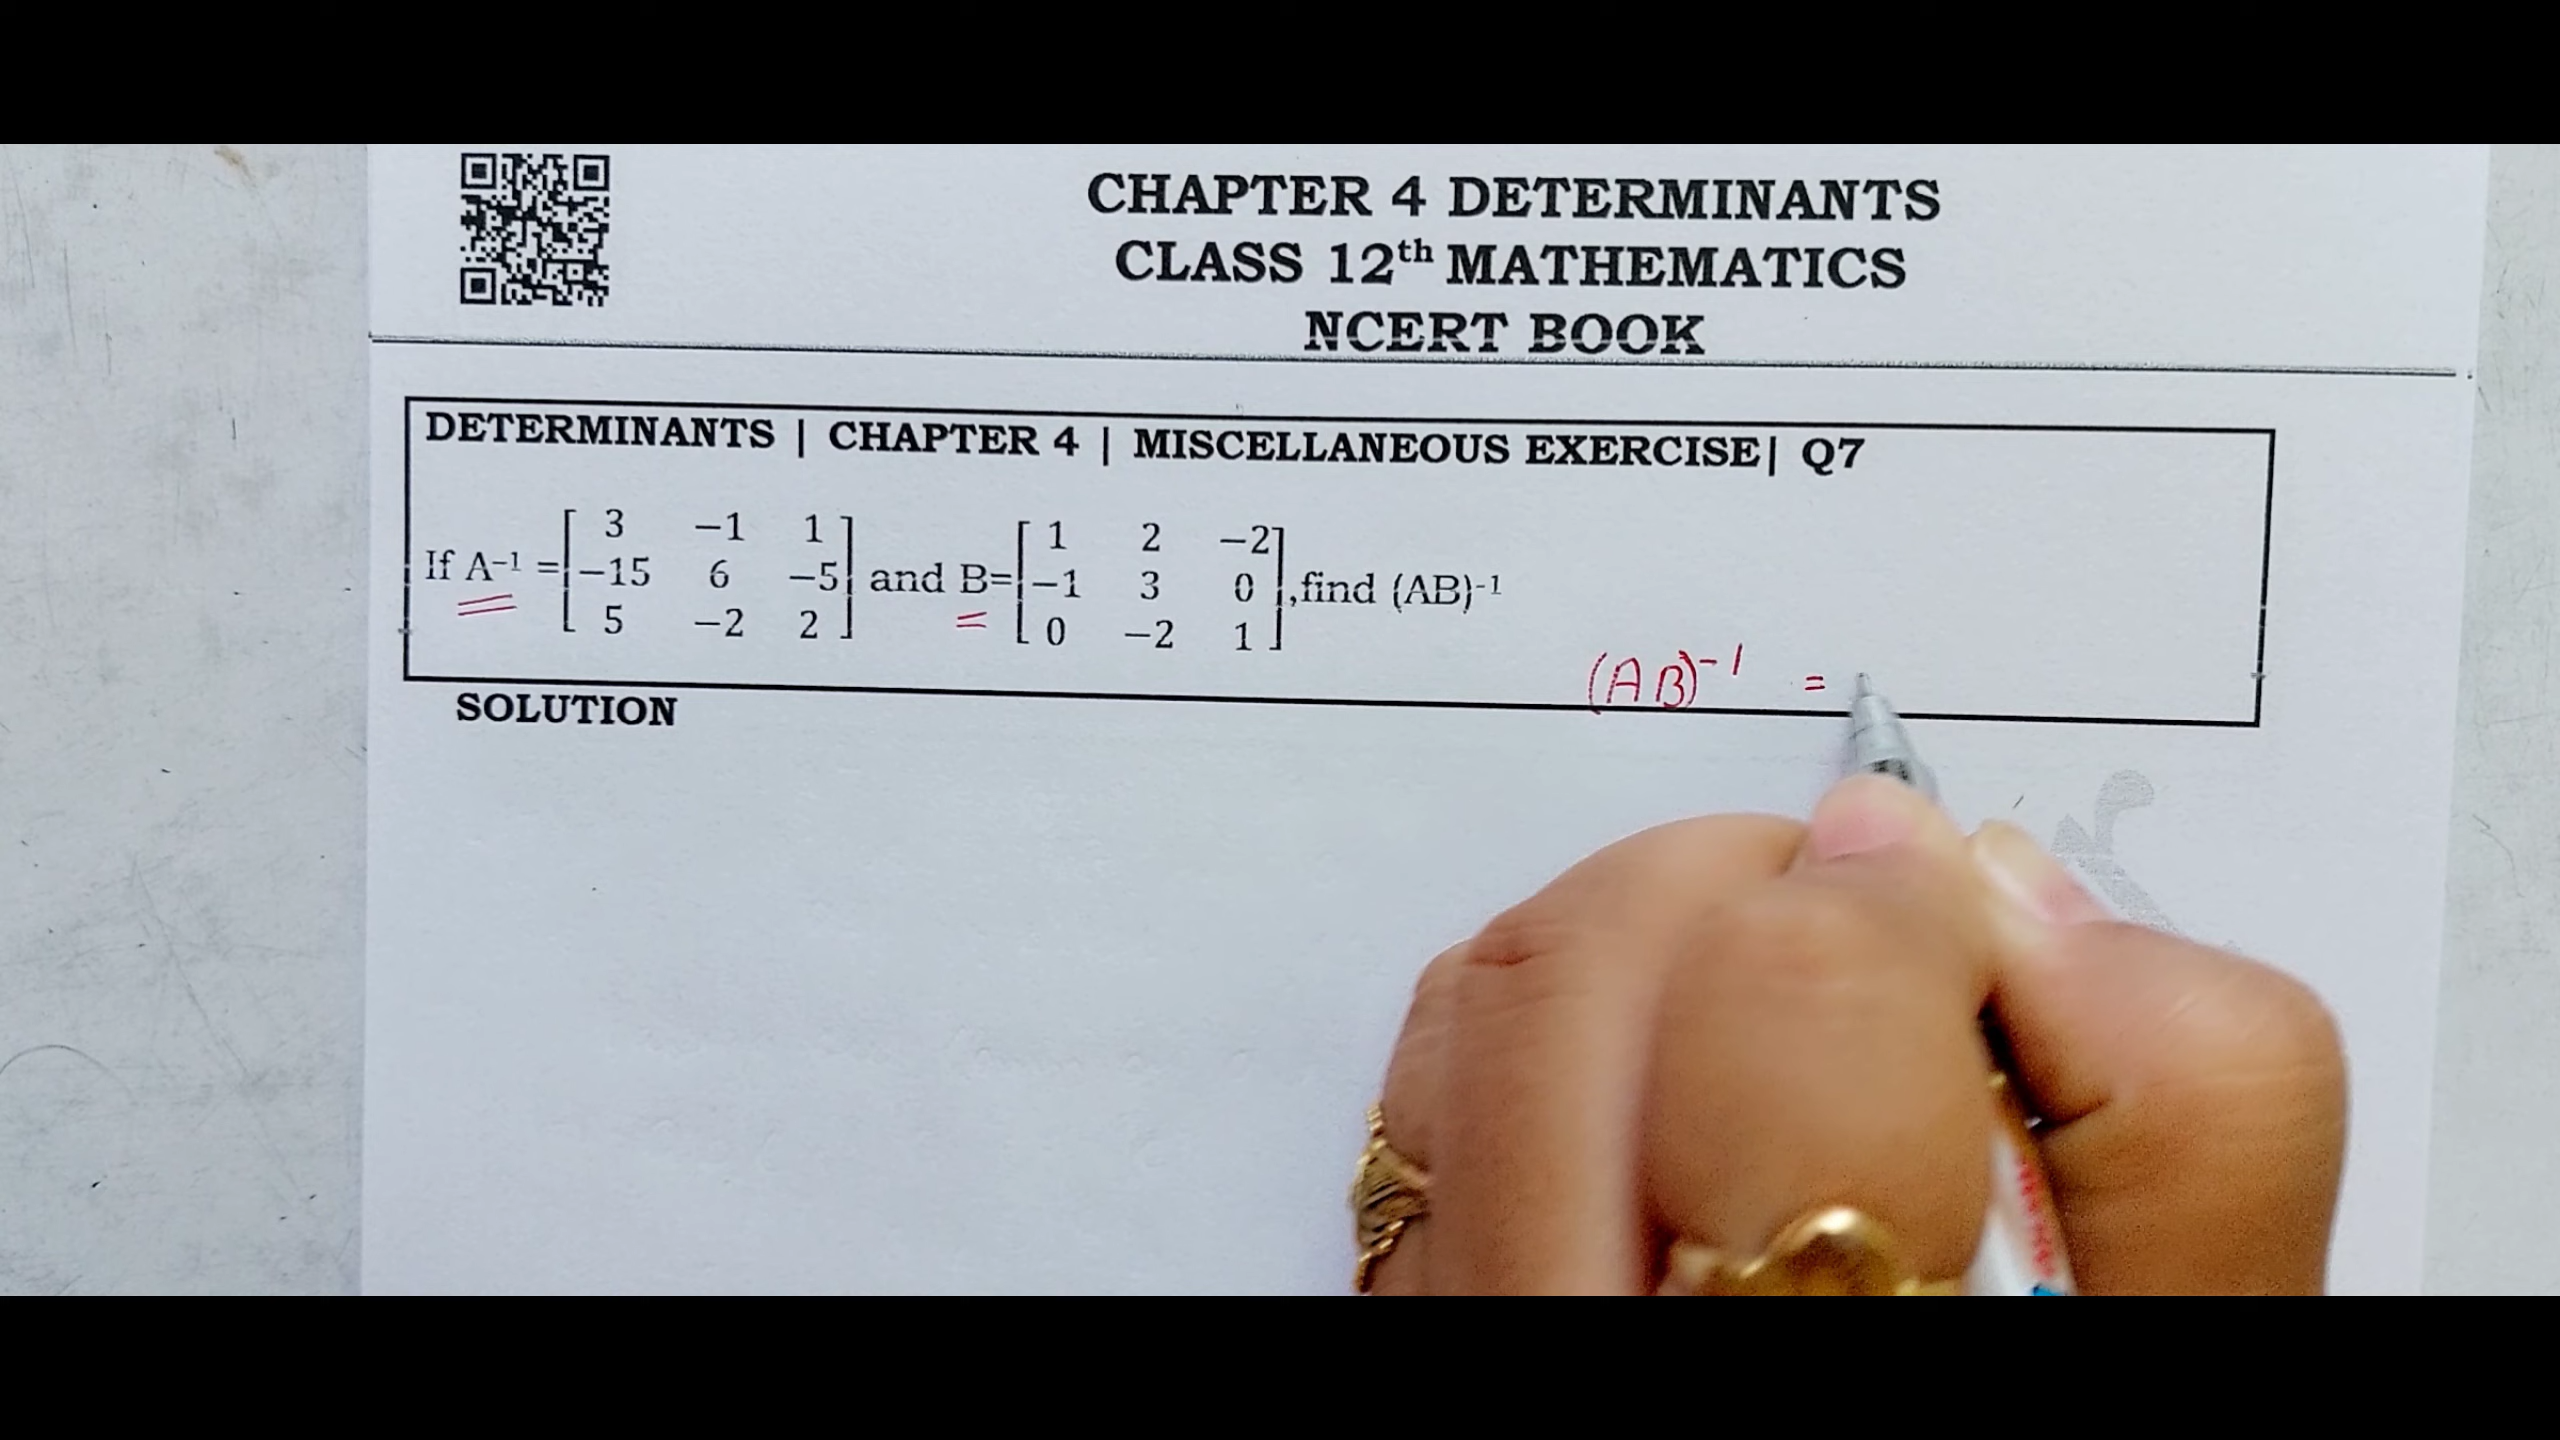 CHAPTER 4 DETERMINANTS
CLASS 12th MATHEMATICS
NCERT BOOK
DETERMINANTS | CHAPTER 4 | MISCELLANEOUS EXERCISE| Q7
If A-1 =[3 −1 1
−15 6 −5
5 −2 2] and B=[1 2 −2
−1 3 0
0 −2 1],find (AB)-1
(AB)-1 =
SOLUTION